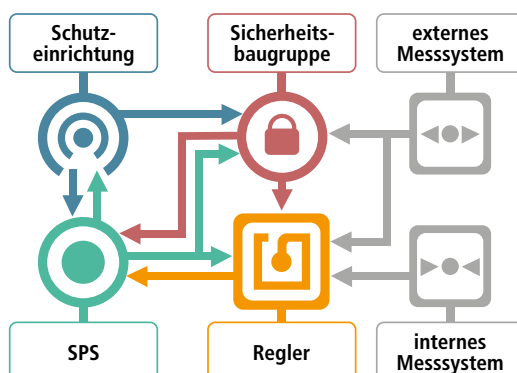 Schutz-
einrichtung
Sicherheits-
baugruppe
externes
Messsystem
SPS
Regler
internes
Messsystem